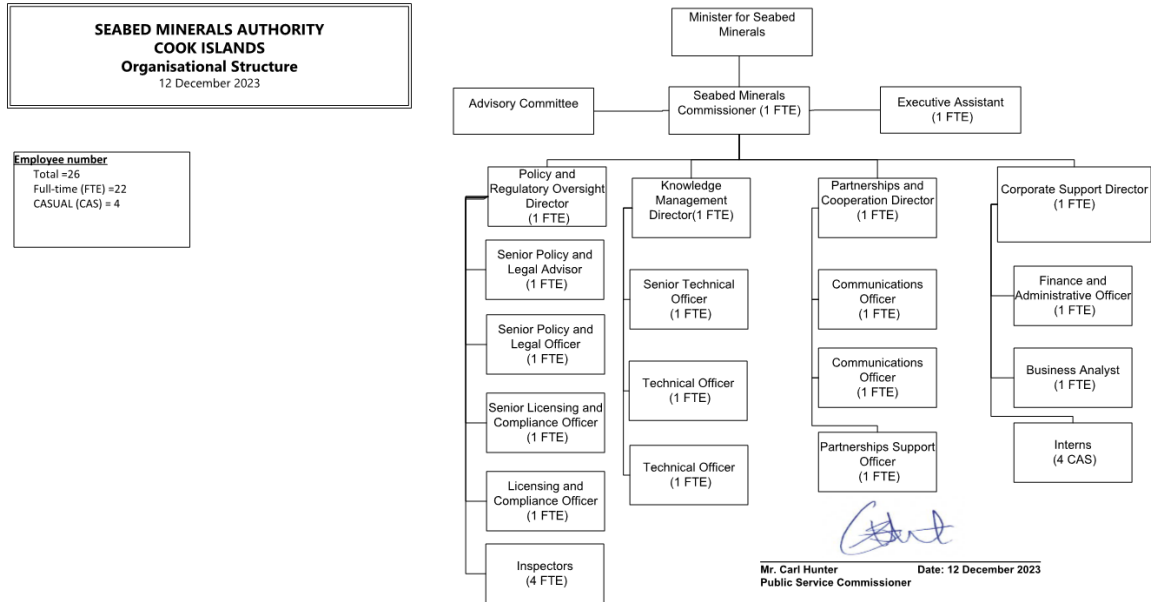 SEABED MINERALS AUTHORITY
COOK ISLANDS
Organisational Structure
12 December 2023
Employee number
Total =26
Full-time (FTE) =22
CASUAL (CAS) = 4
Minister for Seabed
Minerals
Advisory Committee
Seabed Minerals
Commissioner (1 FTE)
Executive Assistant
(1 FTE)
Policy and
Regulatory Oversight
Director
(1 FTE)
Senior Policy and
Legal Advisor
(1 FTE)
Senior Policy and
Legal Officer
(1 FTE)
Senior Licensing and
Compliance Officer
(1 FTE)
Licensing and
Compliance Officer
(1 FTE)
Inspectors
(4 FTE)
Knowledge
Management
Director(1 FTE)
Senior Technical
Officer
(1 FTE)
Technical Officer
(1 FTE)
Technical Officer
(1 FTE)
Partnerships and
Cooperation Director
(1 FTE)
Communications
Officer
(1 FTE)
Communications
Officer
(1 FTE)
Partnerships Support
Officer
(1 FTE)
Corporate Support Director
(1 FTE)
Finance and
Administrative Officer
(1 FTE)
Business Analyst
(1 FTE)
Interns
(4 CAS)
Mr. Carl Hunter Date: 12 December 2023
Public Service Commissioner